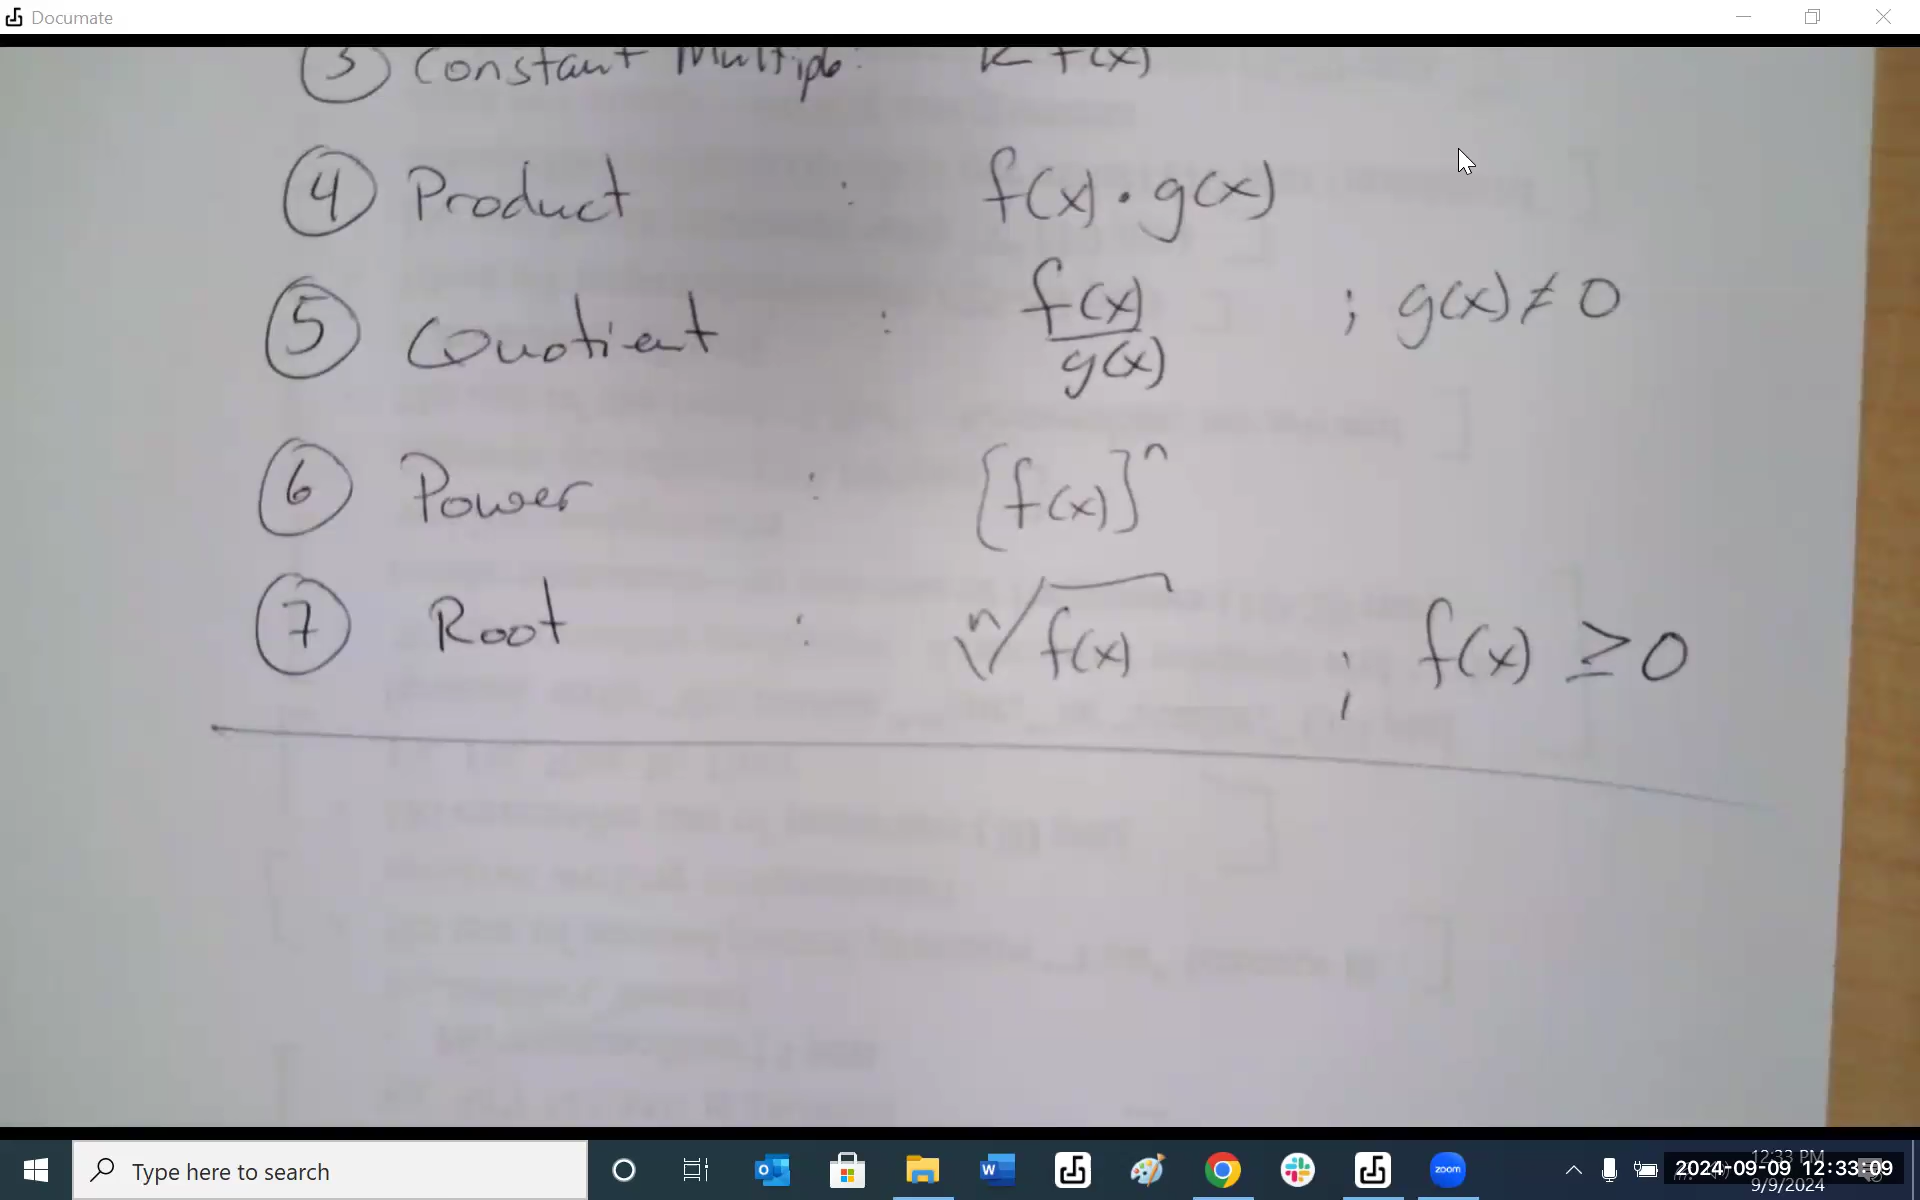 Documate
③ Constant Multiple: k f(x)
④ Product : f(x) · g(x)
⑤ Quotient : f(x)/g(x) ; g(x) ≠ 0
⑥ Power : [f(x)]ⁿ
⑦ Root : ⁿ√f(x) ; f(x) ≥ 0
Type here to search
zoom
12:33 PM
2024-09-09 12:33:09
9/9/2024